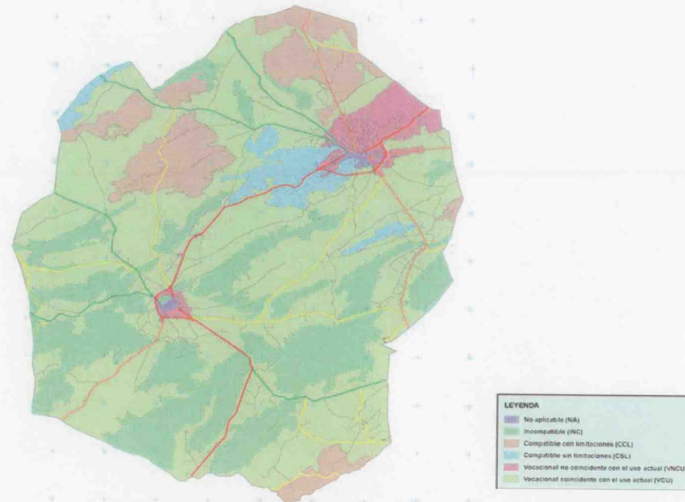 LEYENDA
No aplicable (NA)
Incompatible (INC)
Compatible con limitaciones (CCL)
Compatible sin limitaciones (CSL)
Vocacional no coincidente con el uso actual (VNCU)
Vocacional coincidente con el uso actual (VCU)